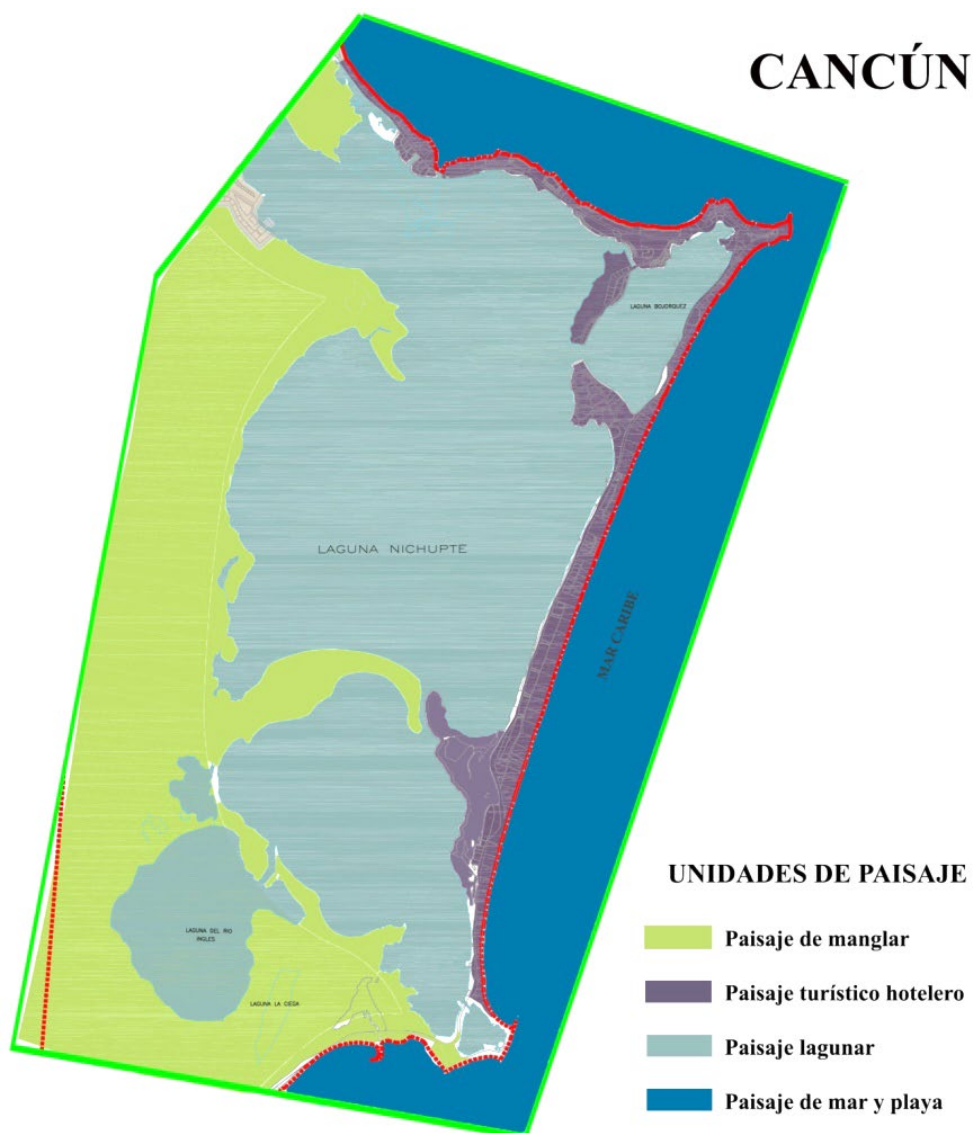 CANCÚN
LAGUNA BOJORQUEZ
LAGUNA NICHUPTE
MAR CARIBE
LAGUNA DEL RIO
INGLES
LAGUNA LA CIEGA
UNIDADES DE PAISAJE
Paisaje de manglar
Paisaje turístico hotelero
Paisaje lagunar
Paisaje de mar y playa